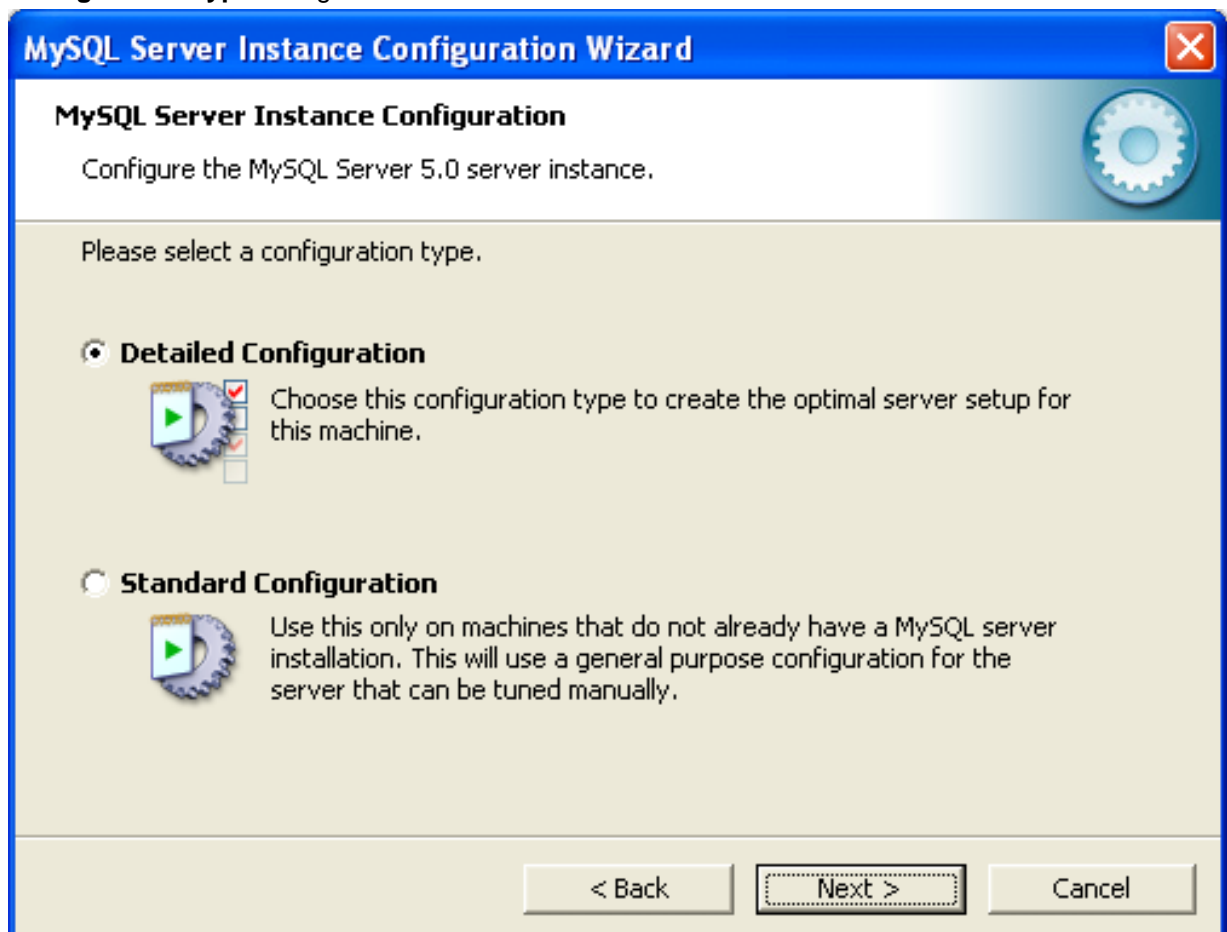 MySQL Server Instance Configuration Wizard
MySQL Server Instance Configuration
Configure the MySQL Server 5.0 server instance.
Please select a configuration type.
Detailed Configuration
Choose this configuration type to create the optimal server setup for
this machine.
Standard Configuration
Use this only on machines that do not already have a MySQL server
installation. This will use a general purpose configuration for the
server that can be tuned manually.
< Back
Next >
Cancel